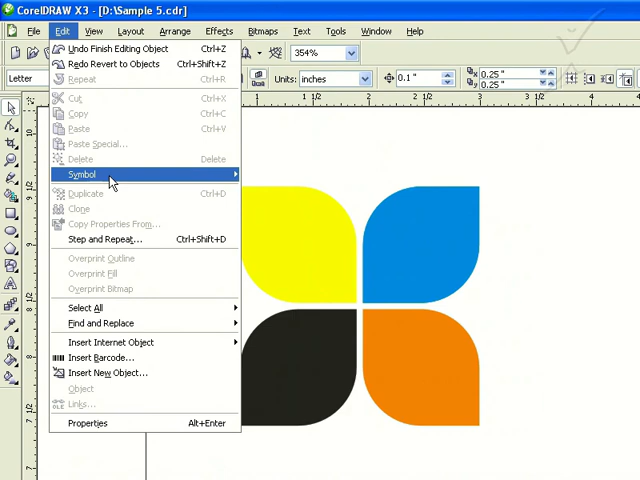 CorelDRAW X3 - [D:\Sample 5.cdr]
File Edit View Layout Arrange Effects Bitmaps Text Tools Window Help
354%
Letter Units: inches 0.1 " 0.25 " 0.25 "
1 1 1/2 2 2 1/2 3 3 1/2 4
Undo Finish Editing Object Ctrl+Z
Redo Revert to Objects Ctrl+Shift+Z
Repeat Ctrl+R
Cut Ctrl+X
Copy Ctrl+C
Paste Ctrl+V
Paste Special...
Delete Delete
Symbol
Duplicate Ctrl+D
Clone
Copy Properties From...
Step and Repeat... Ctrl+Shift+D
Overprint Outline
Overprint Fill
Overprint Bitmap
Select All
Find and Replace
Insert Internet Object
Insert Barcode...
Insert New Object...
Object
Links...
Properties Alt+Enter